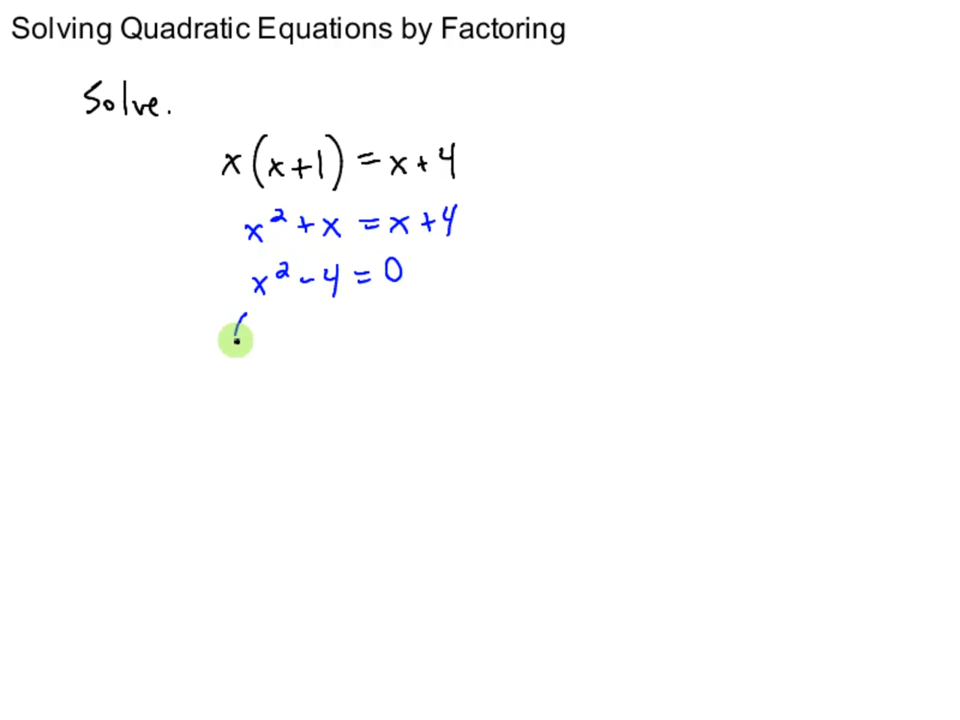 Solving Quadratic Equations by Factoring
Solve.
x(x+1) = x+4
x² + x = x+4
x² - 4 = 0
(